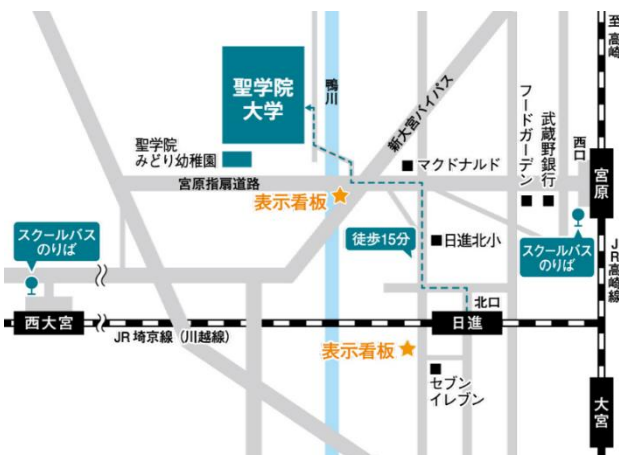 至
高崎
聖学院
大学
鴨川
新大宮バイパス
フードガーデン
武蔵野銀行
西口
宮原
聖学院
みどり幼稚園
マクドナルド
宮原指扇道路
表示看板
スクールバス
のりば
徒歩15分
日進北小
スクールバス
のりば
JR高崎線
北口
西大宮
JR埼京線（川越線）
日進
表示看板
セブン
イレブン
大宮